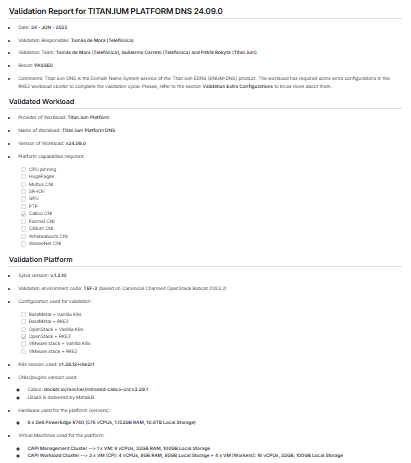 Validation Report for TITAN.IUM PLATFORM DNS 24.09.0
Date: 24 - JUN - 2025
Validation Responsible: Tomás de Mora (Telefónica)
Validation Team: Tomás de Mora (Telefónica), Guillermo Carreto (Telefónica) and Patrik Rokyta (Titan.ium)
Result: PASSED
Comments: Titan.ium DNS is the Domain Name System service of the Titan.ium EDNS (ENUM-DNS) product. The workload has required some extra configurations in the
RKE2 workload cluster to complete the validation cycle. Please, refer to the section Validation Extra Configurations to know more about them.
Validated Workload
Provider of Workload: Titan.ium Platform
Name of Workload: Titan.ium Platform DNS
Version of Workload: v24.09.0
Platform capabilities required:
CPU pinning
HugePages
Multus CNI
SR-IOV
GPU
PTP
Calico CNI
Flannel CNI
Cilium CNI
Whereabouts CNI
WeaveNet CNI
Validation Platform
Sylva version: v.1.3.10
Validation environment code: TEF-2 (based on Canonical Charmed OpenStack Bobcat 2023.2)
Configuration used for validation:
BareMetal + Vanilla K8s
BareMetal + RKE2
OpenStack + Vanilla K8s
OpenStack + RKE2
VMware stack + Vanilla K8s
VMware stack + RKE2
K8s version used: v1.29.13+rke2r1
CNIs/plugins version used:
Calico: docker.io/rancher/mirrored-calico-cni:v3.29.1
LBaaS is delivered by MetalLB
Hardware used for the platform (servers):
8 x Dell PowerEdge R740 (576 vCPUs, 1.152GB RAM, 10.8TB Local Storage)
Virtual Machines used for the platform:
CAPI Management Cluster --> 1 x VM: 8 vCPUs, 32GB RAM, 100GB Local Storage
CAPI Workload Cluster --> 3 x VM (CP): 4 vCPUs, 8GB RAM, 80GB Local Storage + 4 x VM (Workers): 16 vCPUs, 32GB RAM, 100GB Local Storage